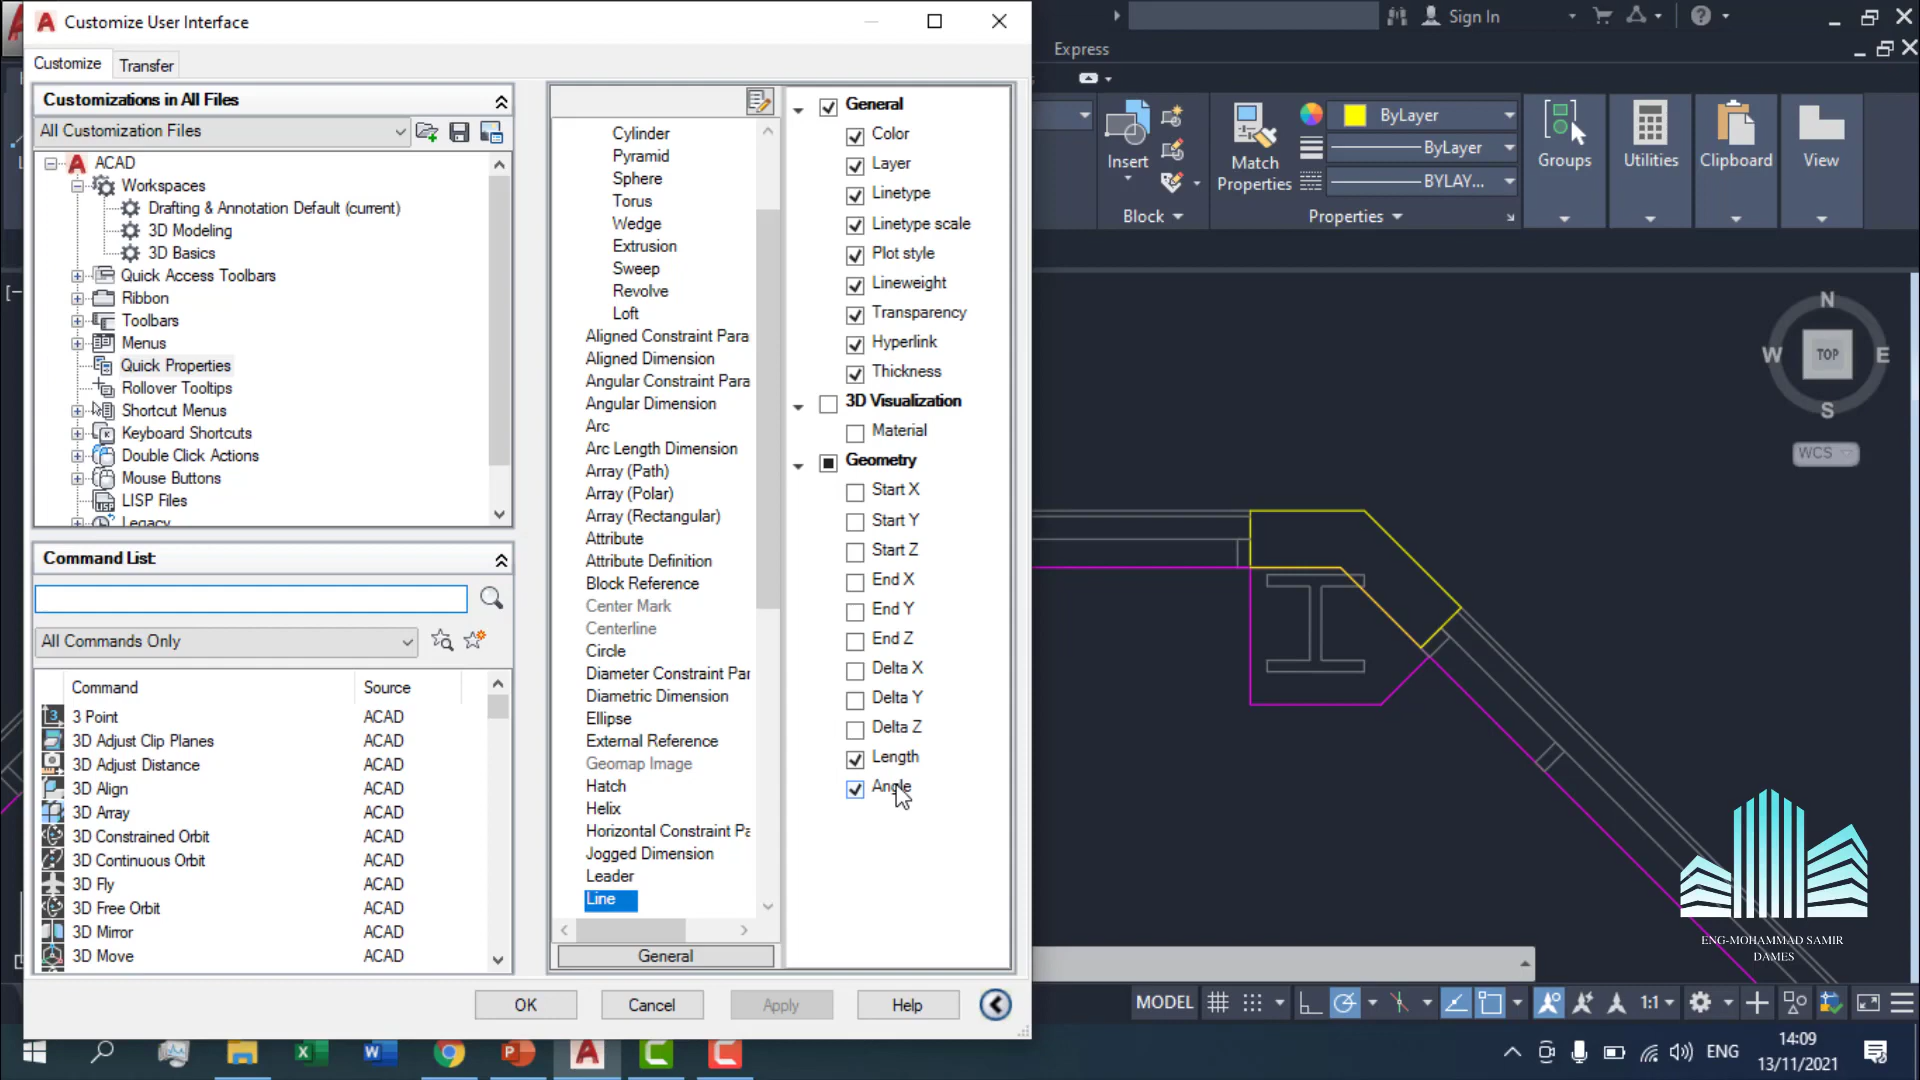 Customize User Interface
Customize
Transfer
Customizations in All Files
All Customization Files
ACAD
Workspaces
Drafting & Annotation Default (current)
3D Modeling
3D Basics
Quick Access Toolbars
Ribbon
Toolbars
Menus
Quick Properties
Rollover Tooltips
Shortcut Menus
Keyboard Shortcuts
Double Click Actions
Mouse Buttons
LISP Files
Legacy
Command List:
All Commands Only
Command Source
3 Point ACAD
3D Adjust Clip Planes ACAD
3D Adjust Distance ACAD
3D Align ACAD
3D Array ACAD
3D Constrained Orbit ACAD
3D Continuous Orbit ACAD
3D Fly ACAD
3D Free Orbit ACAD
3D Mirror ACAD
3D Move ACAD
Cylinder
Pyramid
Sphere
Torus
Wedge
Extrusion
Sweep
Revolve
Loft
Aligned Constraint Para
Aligned Dimension
Angular Constraint Para
Angular Dimension
Arc
Arc Length Dimension
Array (Path)
Array (Polar)
Array (Rectangular)
Attribute
Attribute Definition
Block Reference
Center Mark
Centerline
Circle
Diameter Constraint Par
Diametric Dimension
Ellipse
External Reference
Geomap Image
Hatch
Helix
Horizontal Constraint Pa
Jogged Dimension
Leader
Line
General
General
Color
Layer
Linetype
Linetype scale
Plot style
Lineweight
Transparency
Hyperlink
Thickness
3D Visualization
Material
Geometry
Start X
Start Y
Start Z
End X
End Y
End Z
Delta X
Delta Y
Delta Z
Length
Angle
OK
Cancel
Apply
Help
Sign In
Express
Insert
Block
Match
Properties
ByLayer
ByLayer
BYLAY...
Properties
Groups
Utilities
Clipboard
View
N
W
TOP
E
S
WCS
ENG-MOHAMMAD SAMIR
DAMES
MODEL
1:1
ENG
14:09
13/11/2021